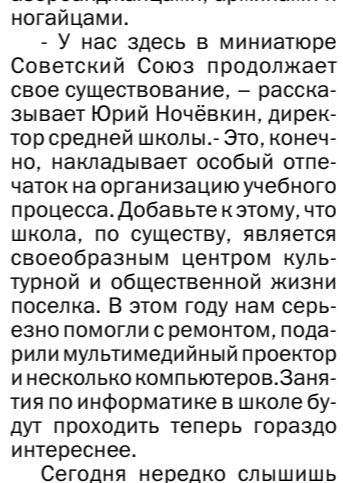 ногайцами.
- У нас здесь в миниатюре
Советский Союз продолжает
свое существование, – расска-
зывает Юрий Ночёвкин, дирек-
тор средней школы.- Это, конеч-
но, накладывает особый отпе-
чаток на организацию учебного
процесса. Добавьте к этому, что
школа, по существу, является
своеобразным центром куль-
турной и общественной жизни
поселка. В этом году нам серь-
езно помогли с ремонтом, пода-
рили мультимедийный проектор
и несколько компьютеров.Заня-
тия по информатике в школе бу-
дут проходить теперь гораздо
интереснее.
Сегодня нередко слышишь